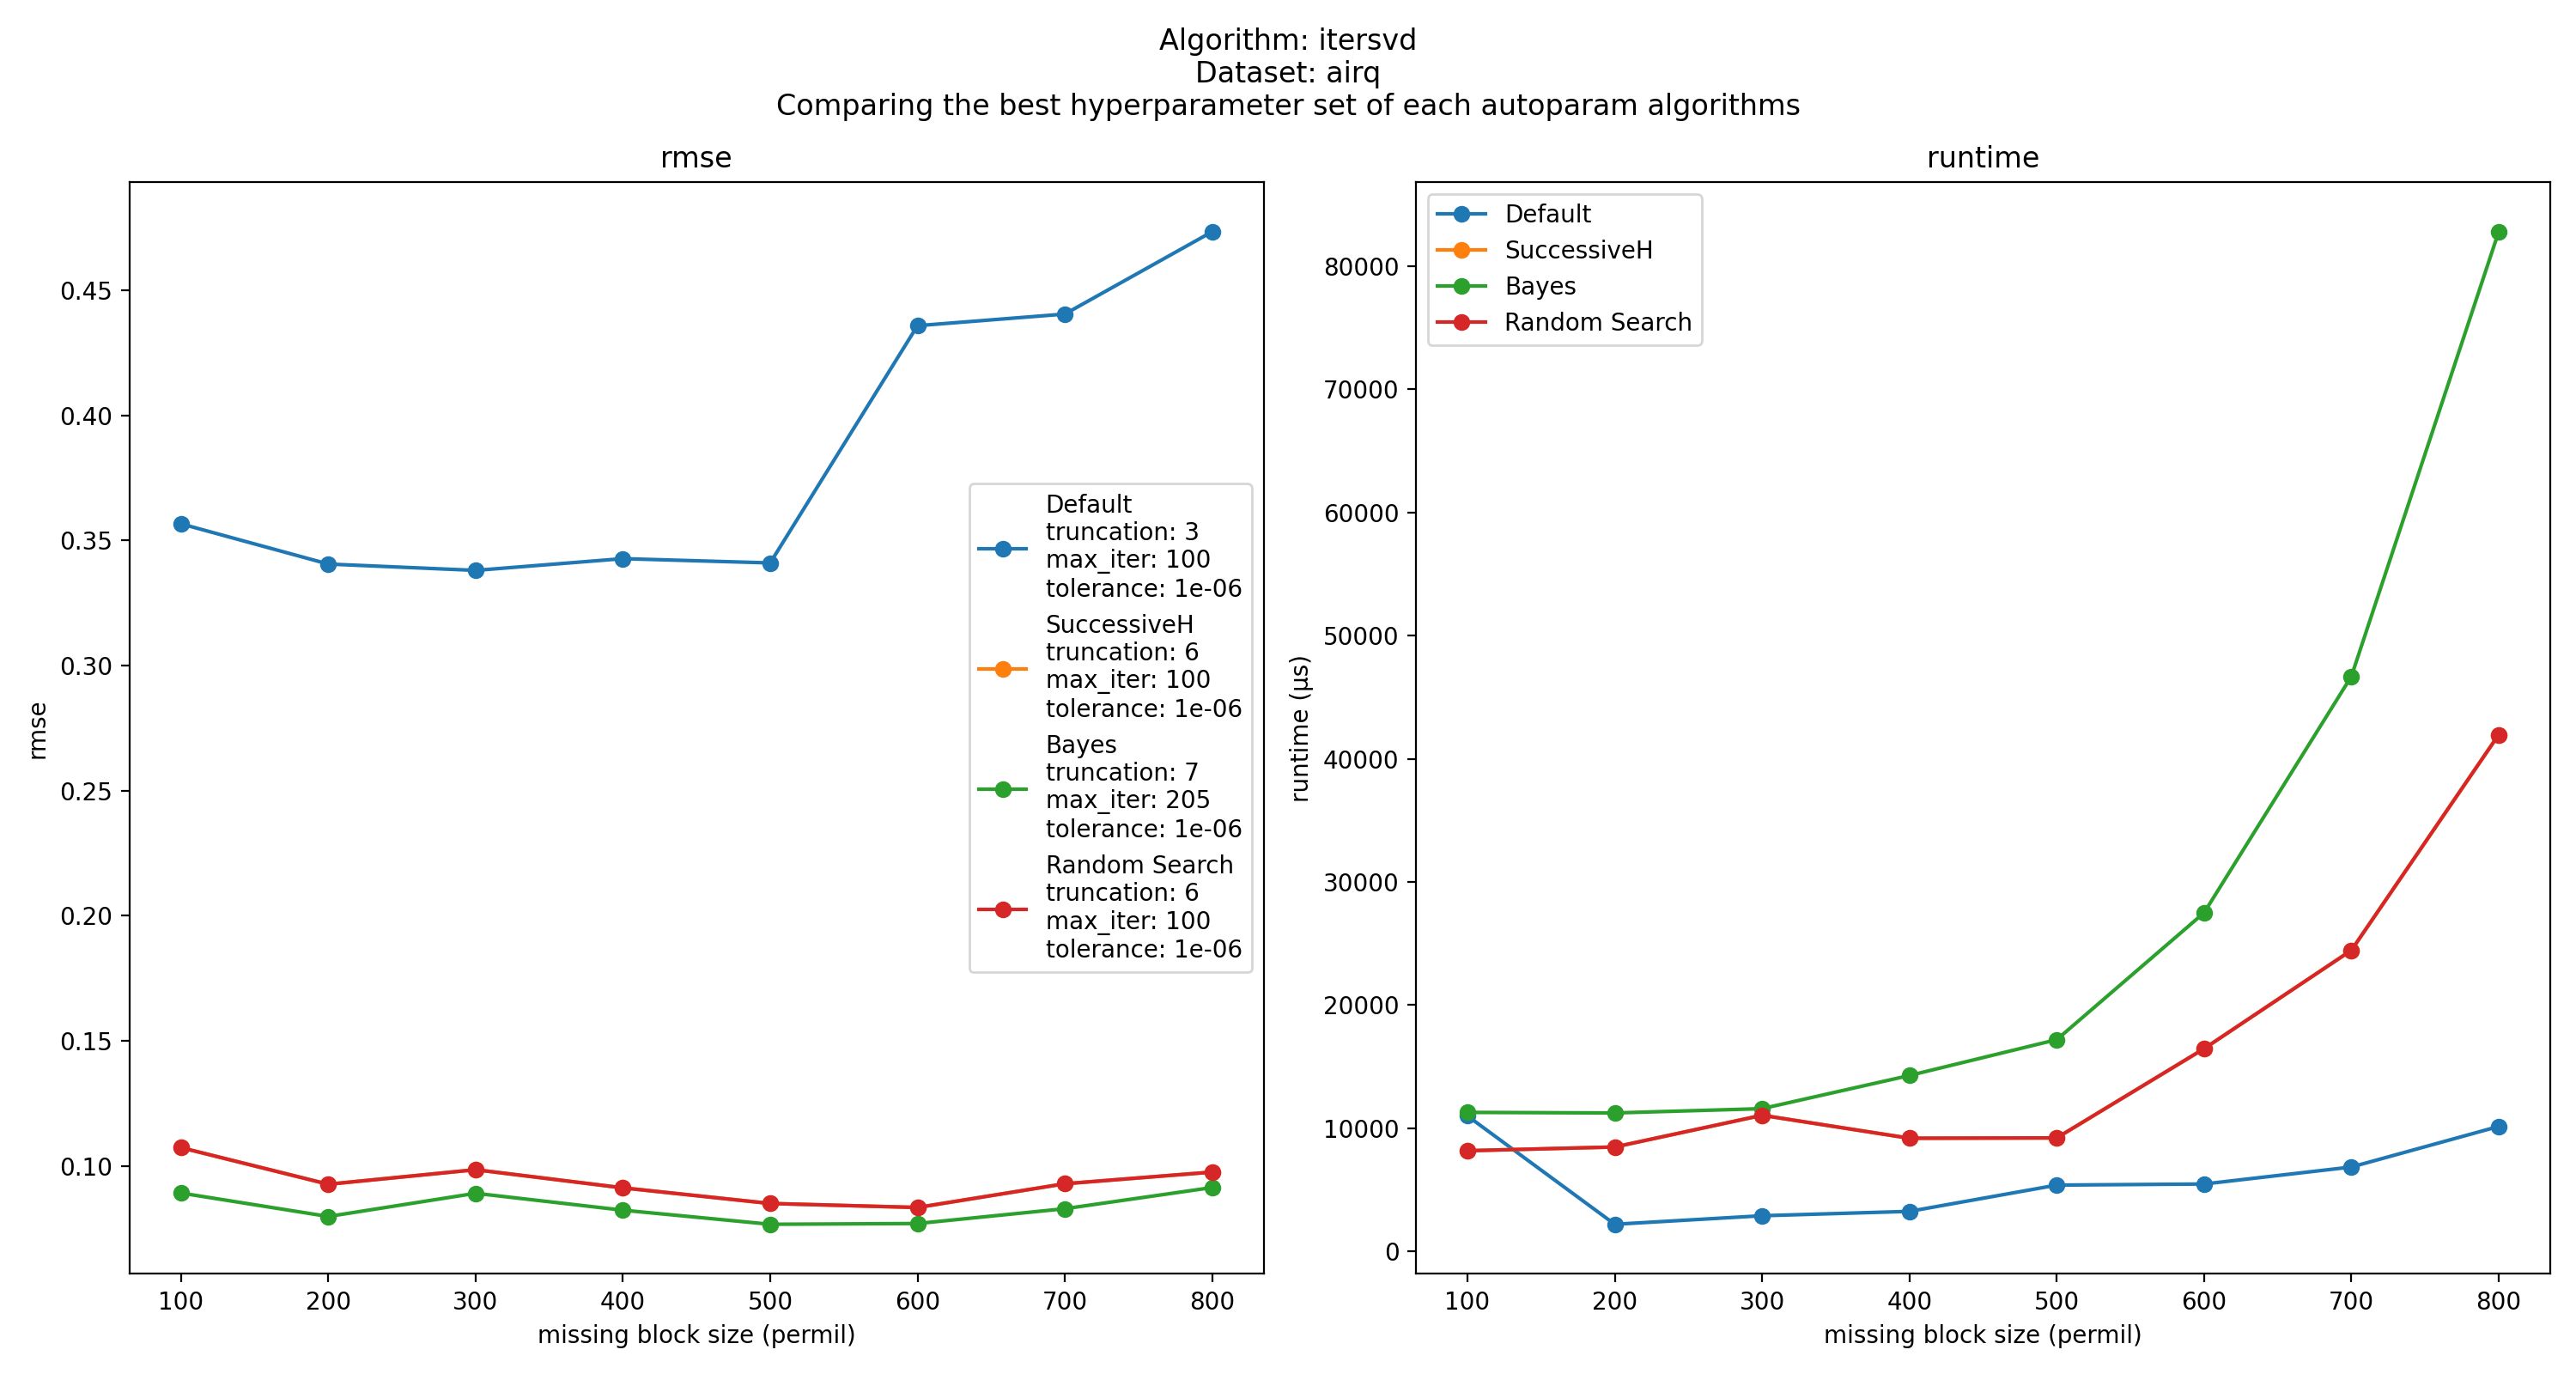 Algorithm: itersvd
Dataset: airq
Comparing the best hyperparameter set of each autoparam algorithms
rmse
0.45
0.40
0.35
0.30
0.25
0.20
0.15
0.10
rmse
Default
truncation: 3
max_iter: 100
tolerance: 1e-06
SuccessiveH
truncation: 6
max_iter: 100
tolerance: 1e-06
Bayes
truncation: 7
max_iter: 205
tolerance: 1e-06
Random Search
truncation: 6
max_iter: 100
tolerance: 1e-06
100 200 300 400 500 600 700 800
missing block size (permil)
runtime
Default
SuccessiveH
Bayes
Random Search
80000
70000
60000
50000
40000
30000
20000
10000
0
runtime (µs)
100 200 300 400 500 600 700 800
missing block size (permil)